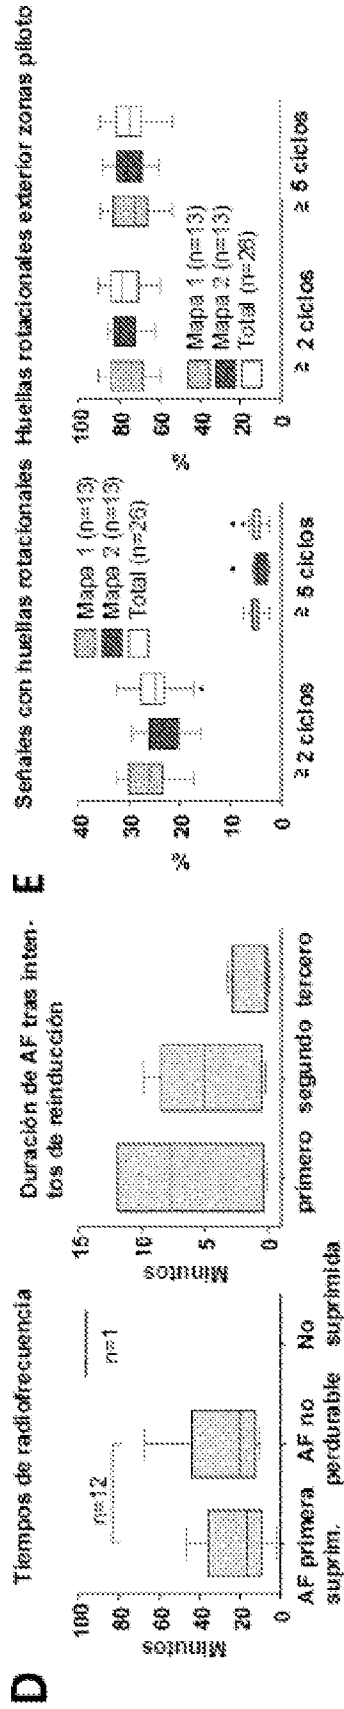 D
Tiempos de radiofrecuencia
Minutos
100
80
60
40
20
0
n=12
n=1
AF primera suprim.
AF no perdurable
No suprimida
Duración de AF tras inten-
tos de reinducción
Minutos
15
10
5
0
primero segundo tercero
E
Señales con huellas rotacionales
%
40
30
20
10
0
Mapa 1 (n=13)
Mapa 2 (n=13)
Total (n=26)
≥ 2 ciclos
≥ 5 ciclos
Huellas rotacionales exterior zonas piloto
%
100
80
60
40
20
0
Mapa 1 (n=13)
Mapa 2 (n=13)
Total (n=26)
≥ 2 ciclos
≥ 5 ciclos